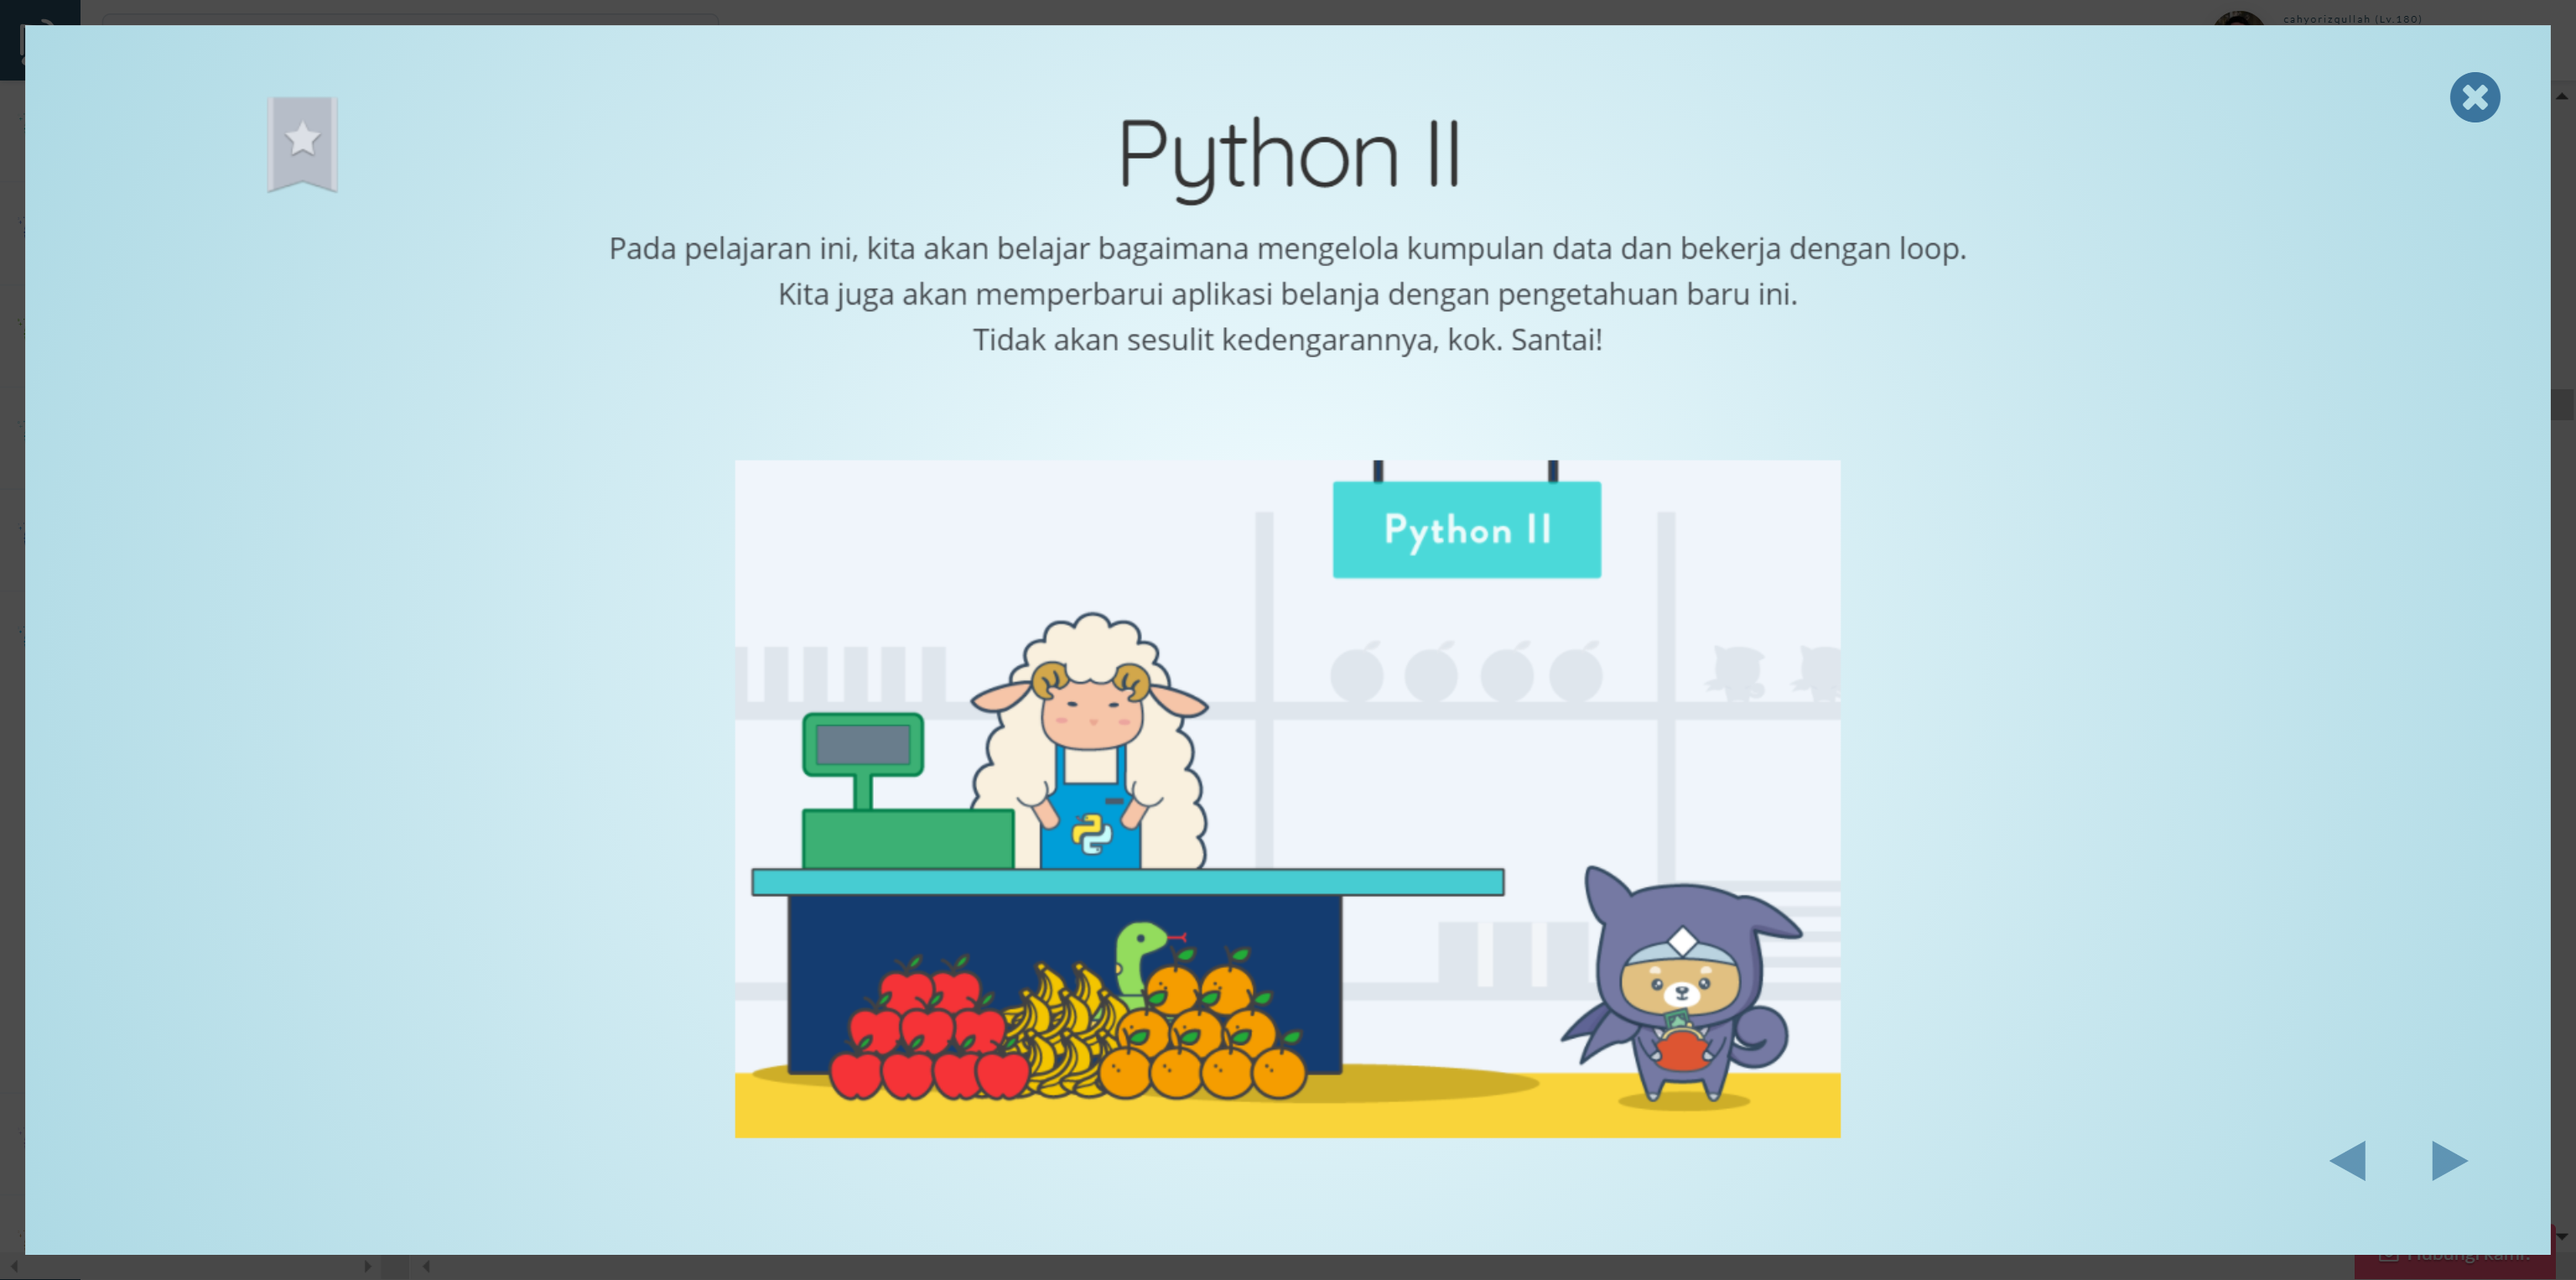 cahyorizqullah (Lv.180)
Python II
Pada pelajaran ini, kita akan belajar bagaimana mengelola kumpulan data dan bekerja dengan loop.
Kita juga akan memperbarui aplikasi belanja dengan pengetahuan baru ini.
Tidak akan sesulit kedengarannya, kok. Santai!
Python II
Hubungi kami!